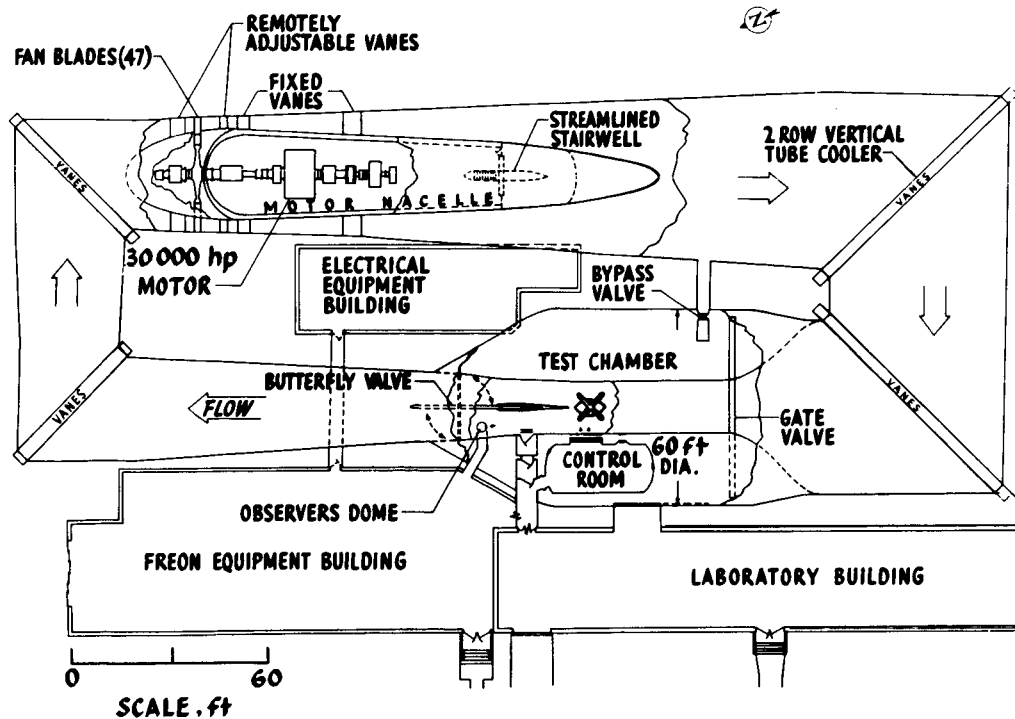 N
REMOTELY
ADJUSTABLE VANES
FAN BLADES(47)
FIXED
VANES
STREAMLINED
STAIRWELL
2 ROW VERTICAL
TUBE COOLER
VANES
VANES
MOTOR NACELLE
30000 hp
MOTOR
ELECTRICAL
EQUIPMENT
BUILDING
BYPASS
VALVE
TEST CHAMBER
BUTTERFLY VALVE
VANES
FLOW
VANES
GATE
VALVE
CONTROL
ROOM
60 ft
DIA.
OBSERVERS DOME
FREON EQUIPMENT BUILDING
LABORATORY BUILDING
0 60
SCALE, ft